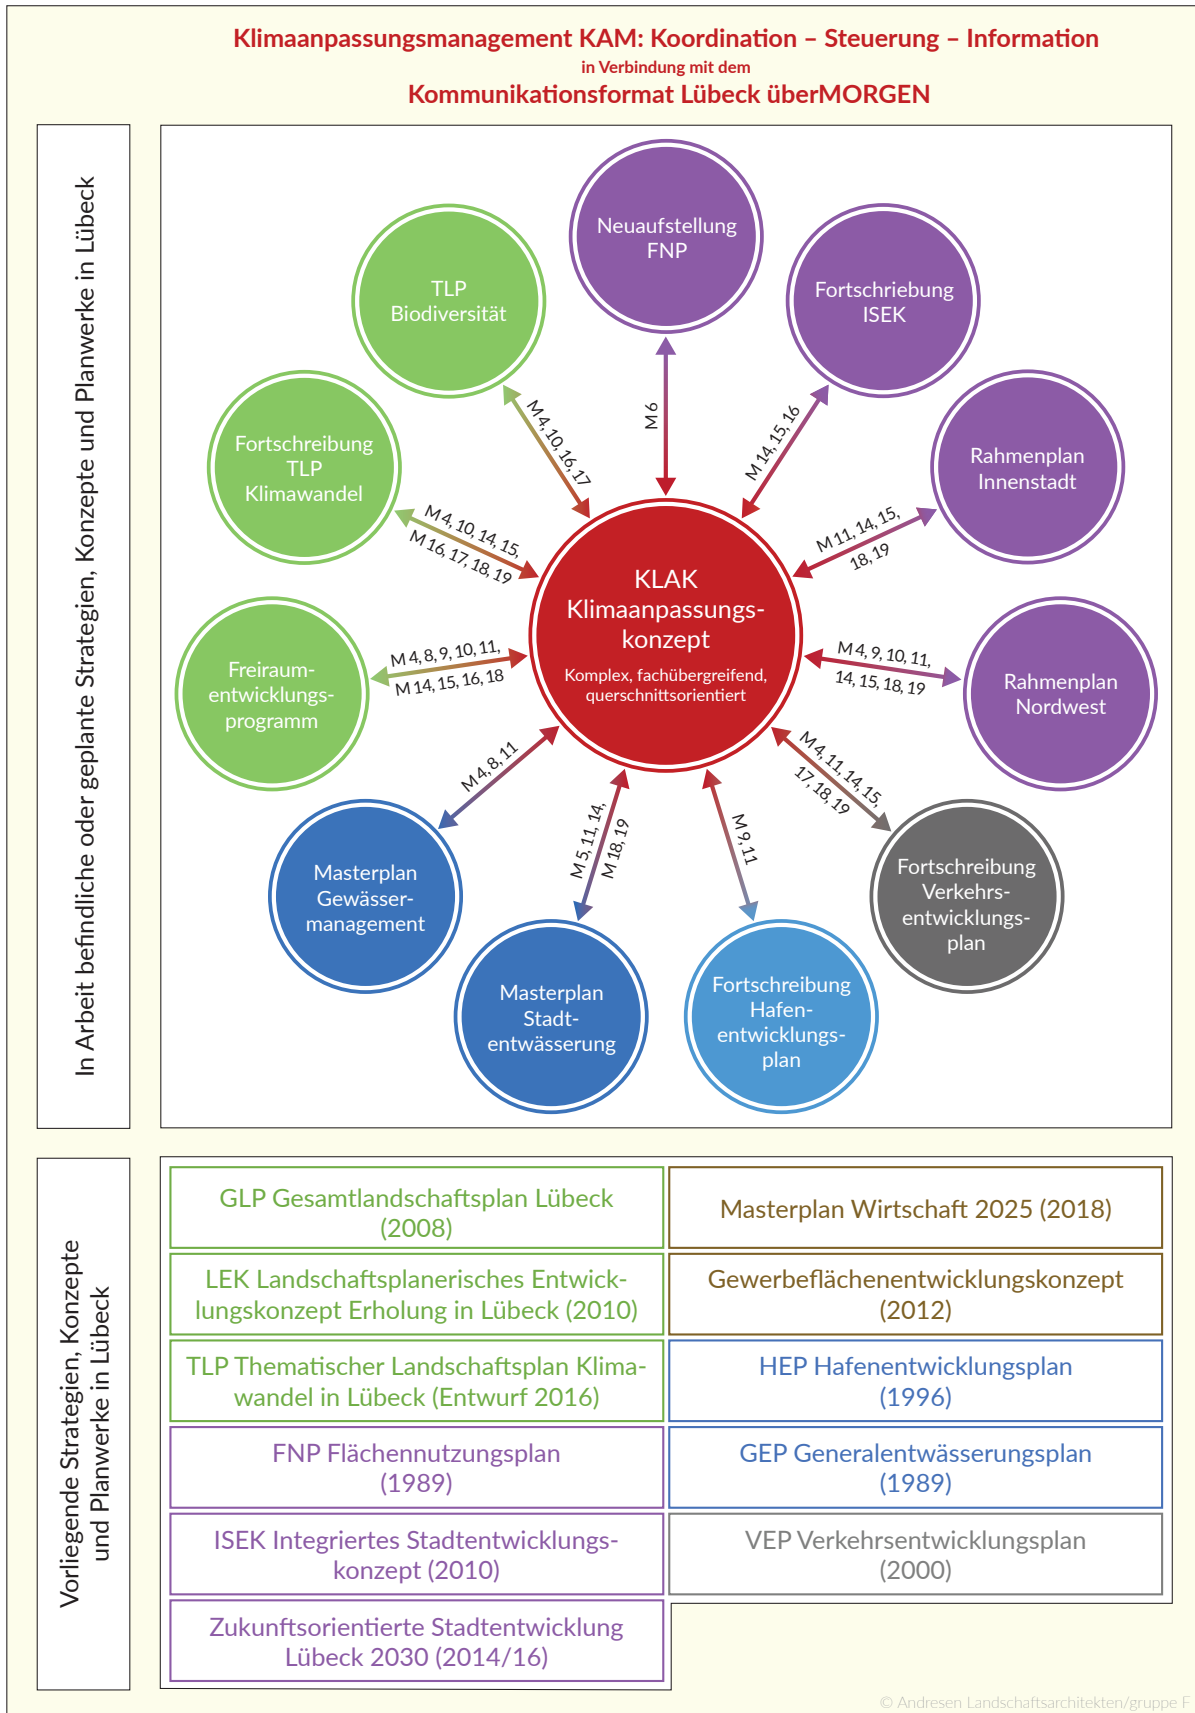 Klimaanpassungsmanagement KAM: Koordination – Steuerung – Information
in Verbindung mit dem
Kommunikationsformat Lübeck überMORGEN
In Arbeit befindliche oder geplante Strategien, Konzepte und Planwerke in Lübeck
Neuaufstellung
FNP
Fortschriebung
ISEK
Rahmenplan
Innenstadt
Rahmenplan
Nordwest
Fortschreibung
Verkehrs-
entwicklungs-
plan
Fortschreibung
Hafen-
entwicklungs-
plan
Masterplan
Stadt-
entwässerung
Masterplan
Gewässer-
management
Freiraum-
entwicklungs-
programm
Fortschreibung
TLP
Klimawandel
TLP
Biodiversität
M 6
M 14, 15, 16
M 11, 14, 15,
18, 19
M 4, 9, 10, 11,
14, 15, 18, 19
M 4, 11, 14, 15,
17, 18, 19
M 9, 11
M 5, 11, 14,
M 18, 19
M 4, 8, 11
M 4, 8, 9, 10, 11,
M 14, 15, 16, 18
M 4, 10, 14, 15,
M 16, 17, 18, 19
M 4, 10, 16, 17
KLAK
Klimaanpassungs-
konzept
Komplex, fachübergreifend,
querschnittsorientiert
Vorliegende Strategien, Konzepte
und Planwerke in Lübeck
GLP Gesamtlandschaftsplan Lübeck
(2008)
LEK Landschaftsplanerisches Entwick-
lungskonzept Erholung in Lübeck (2010)
TLP Thematischer Landschaftsplan Klima-
wandel in Lübeck (Entwurf 2016)
FNP Flächennutzungsplan
(1989)
ISEK Integriertes Stadtentwicklungs-
konzept (2010)
Zukunftsorientierte Stadtentwicklung
Lübeck 2030 (2014/16)
Masterplan Wirtschaft 2025 (2018)
Gewerbeflächenentwicklungskonzept
(2012)
HEP Hafenentwicklungsplan
(1996)
GEP Generalentwässerungsplan
(1989)
VEP Verkehrsentwicklungsplan
(2000)
© Andresen Landschaftsarchitekten/gruppe F